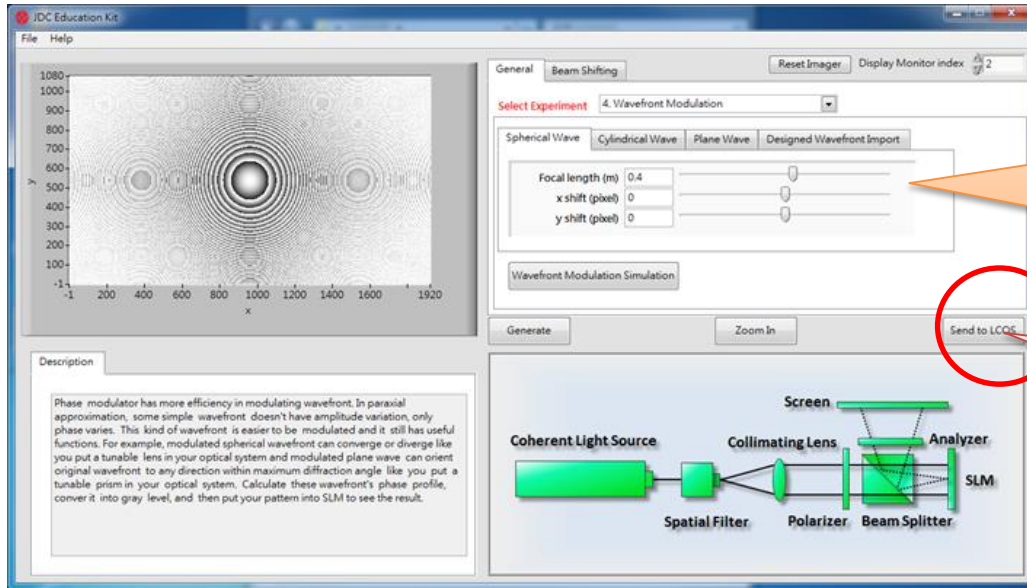 JDC Education Kit
File Help
1080
1000
900
800
700
600
500
400
300
200
100
-1
y
-1 200 400 600 800 1000 1200 1400 1600 1920
x
General Beam Shifting
Reset Imager Display Monitor index 2
Select Experiment 4. Wavefront Modulation
Spherical Wave Cylindrical Wave Plane Wave Designed Wavefront Import
Focal length (m) 0.4
x shift (pixel) 0
y shift (pixel) 0
Wavefront Modulation Simulation
Generate Zoom In Send to LCOS
Description
Phase modulator has more efficiency in modulating wavefront. In paraxial
approximation, some simple wavefront doesn't have amplitude variation, only
phase varies. This kind of wavefront is easier to be modulated and it still has useful
functions. For example, modulated spherical wavefront can converge or diverge like
you put a tunable lens in your optical system and modulated plane wave can orient
original wavefront to any direction within maximum diffraction angle like you put a
tunable prism in your optical system. Calculate these wavefront's phase profile,
conver it into gray level, and then put your pattern into SLM to see the result.
Screen
Coherent Light Source Collimating Lens Analyzer
SLM
Spatial Filter Polarizer Beam Splitter